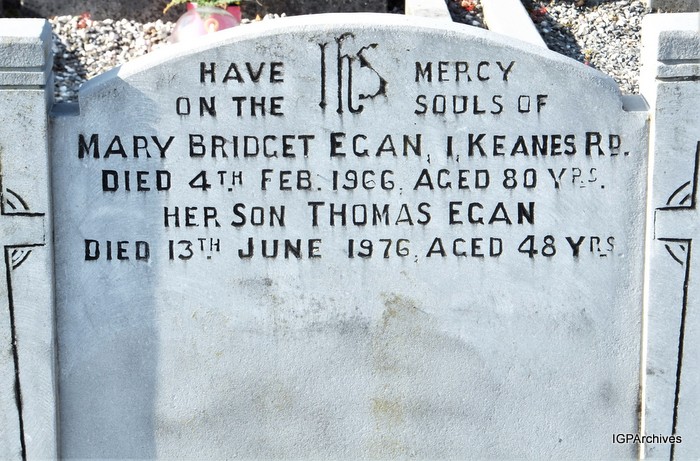 HAVE IHS MERCY
ON THE SOULS OF
MARY BRIDGET EGAN, 1, KEANES RD.
DIED 4TH FEB. 1966, AGED 80 YRS.
HER SON THOMAS EGAN
DIED 13TH JUNE 1976, AGED 48 YRS
IGPArchives